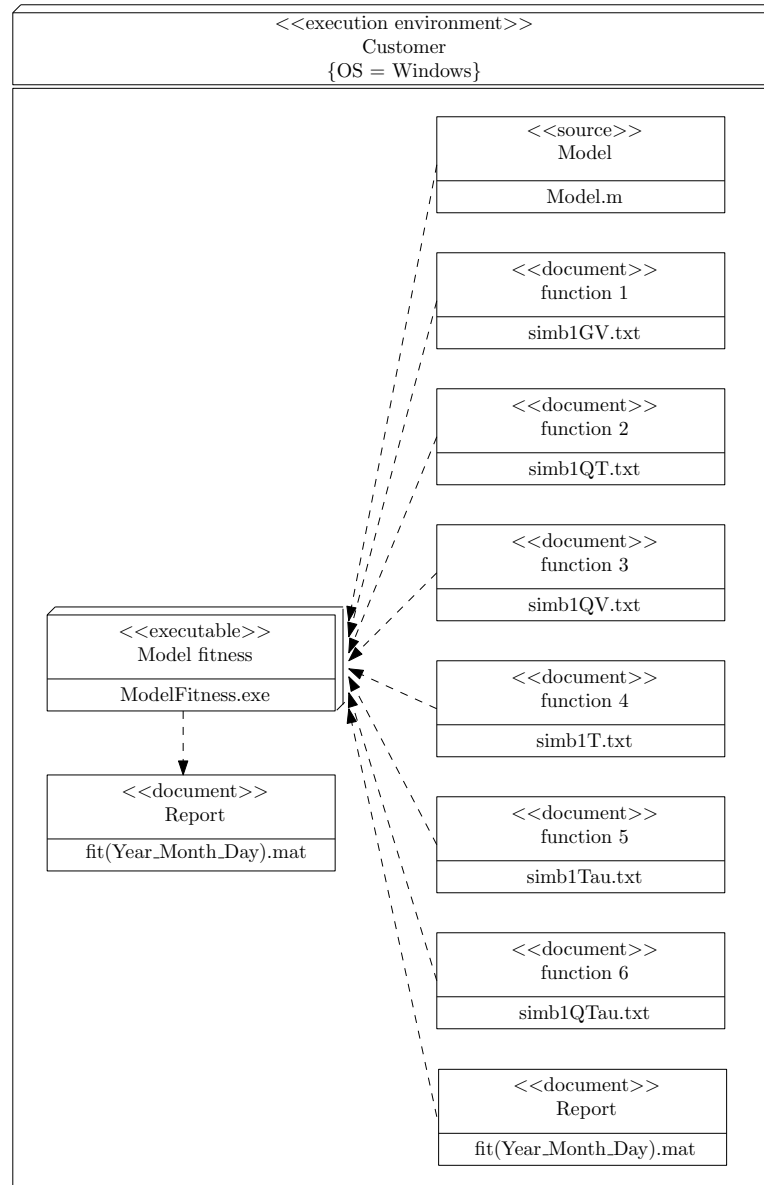 <<execution environment>>
Customer
{OS = Windows}
<<source>>
Model
Model.m
<<document>>
function 1
simb1GV.txt
<<document>>
function 2
simb1QT.txt
<<document>>
function 3
simb1QV.txt
<<executable>>
Model fitness
ModelFitness.exe
<<document>>
function 4
simb1T.txt
<<document>>
Report
fit(Year_Month_Day).mat
<<document>>
function 5
simb1Tau.txt
<<document>>
function 6
simb1QTau.txt
<<document>>
Report
fit(Year_Month_Day).mat